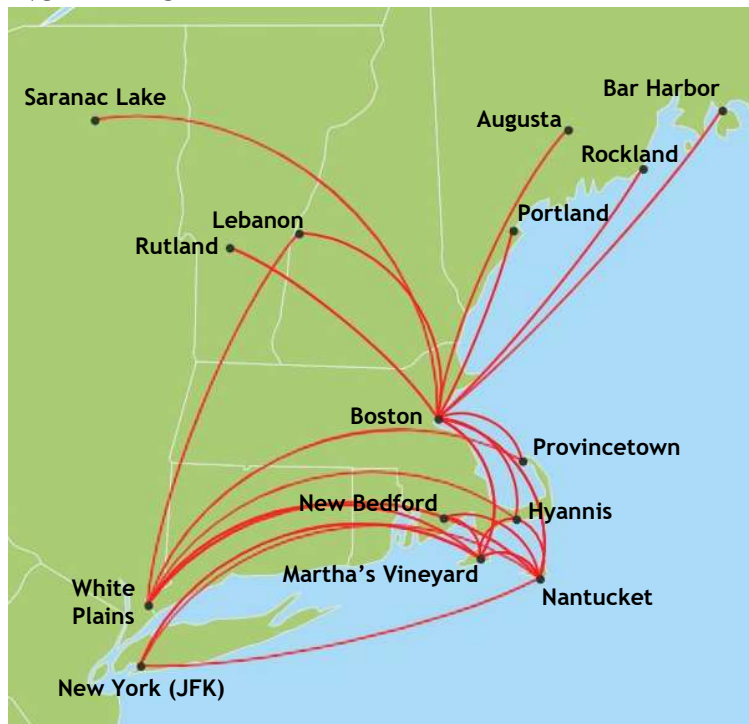 Bar Harbor
Saranac Lake
Augusta
Rockland
Lebanon
Portland
Rutland
Boston
Provincetown
New Bedford
Hyannis
Martha's Vineyard
White
Plains
Nantucket
New York (JFK)